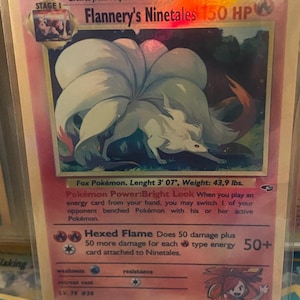 STAGE 1
Flannery's Ninetales 150 HP
Fox Pokémon. Lenght 3' 07", Weight: 43,9 lbs.
Pokémon Power:Bright Look When you play an
energy card from your hand, you may switch 1 of your
opponent benched Pokémon with his or her active
Pokémon.
Hexed Flame Does 50 damage plus
50 more damage for each type energy
card attached to Ninetales.
50+
weakness
resistance
retreat cost